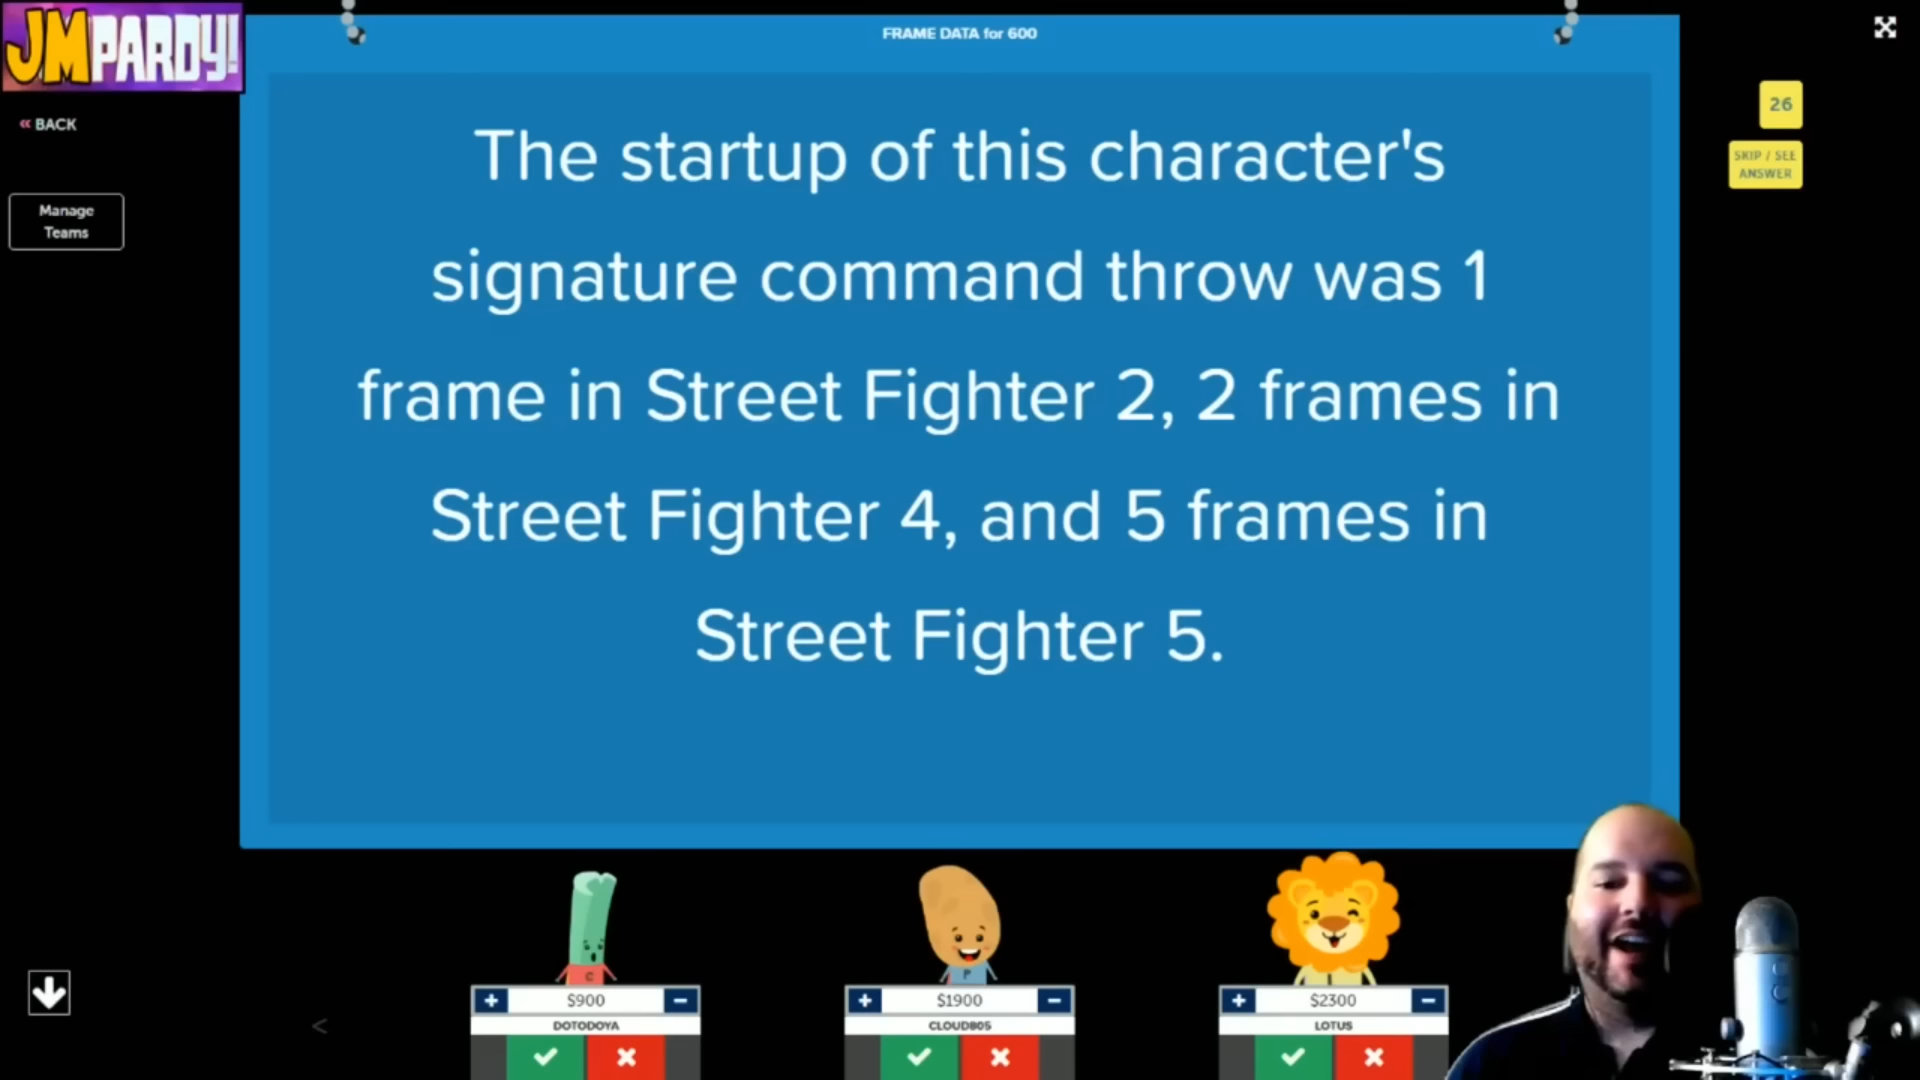 JMPARDY!
FRAME DATA for 600
« BACK
26
SKIP / SEE
ANSWER
Manage
Teams
The startup of this character's
signature command throw was 1
frame in Street Fighter 2, 2 frames in
Street Fighter 4, and 5 frames in
Street Fighter 5.
C
P
+ $900 −
+ $1900 −
+ $2300 −
DOTODOYA
CLOUD805
LOTUS